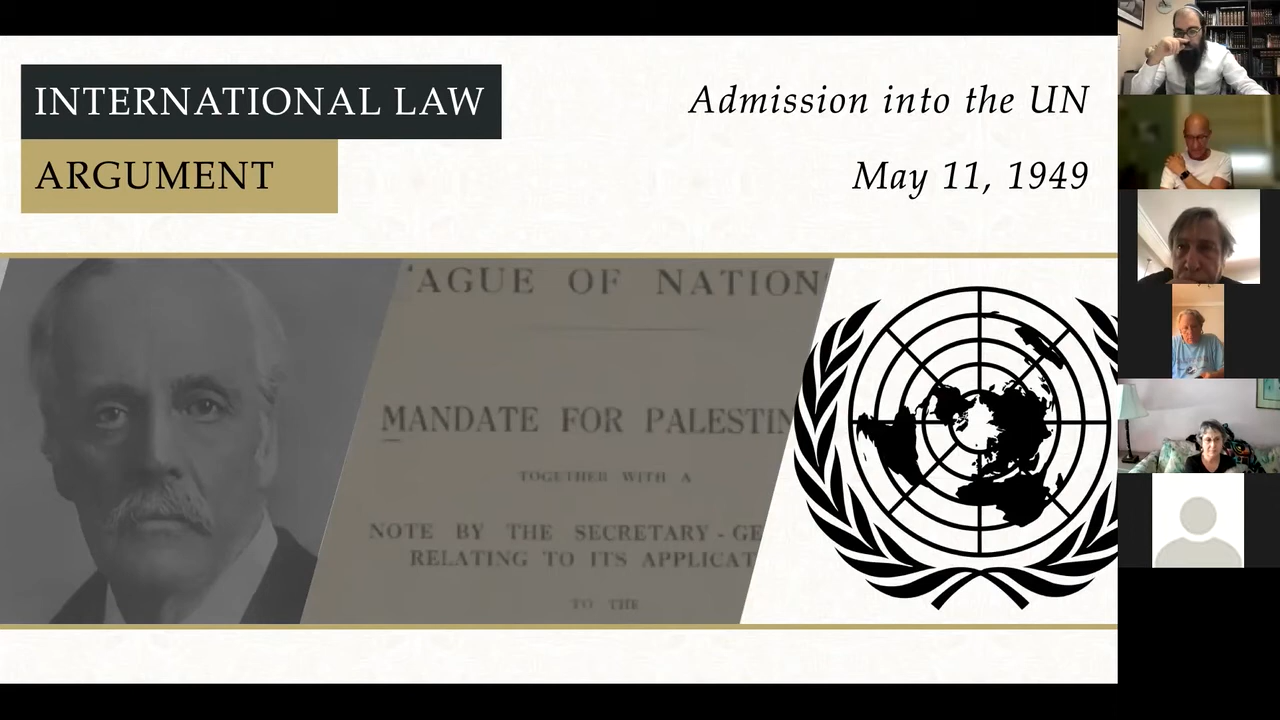 INTERNATIONAL LAW
ARGUMENT
Admission into the UN
May 11, 1949
'AGUE OF NATION
MANDATE FOR PALESTIN
TOGETHER WITH A
NOTE BY THE SECRETARY - GE
RELATING TO ITS APPLICAT
TO THE